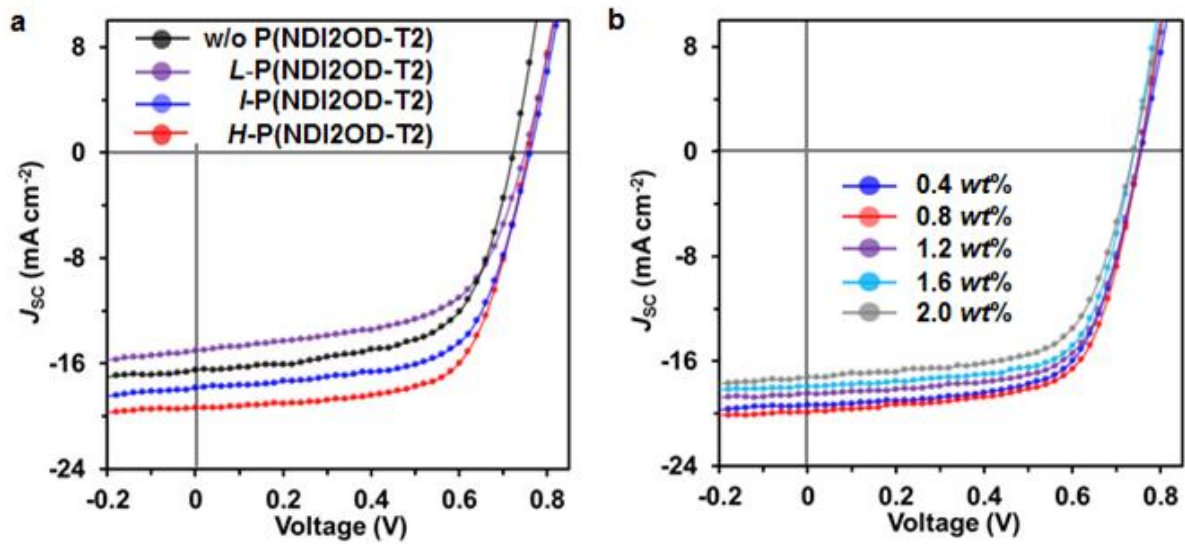 a
w/o P(NDI2OD-T2)
L-P(NDI2OD-T2)
I-P(NDI2OD-T2)
H-P(NDI2OD-T2)
8
0
-8
-16
-24
JSC (mA cm-2)
-0.2
0
0.2
0.4
0.6
0.8
Voltage (V)
b
0.4 wt%
0.8 wt%
1.2 wt%
1.6 wt%
2.0 wt%
8
0
-8
-16
-24
JSC (mA cm-2)
-0.2
0
0.2
0.4
0.6
0.8
Voltage (V)